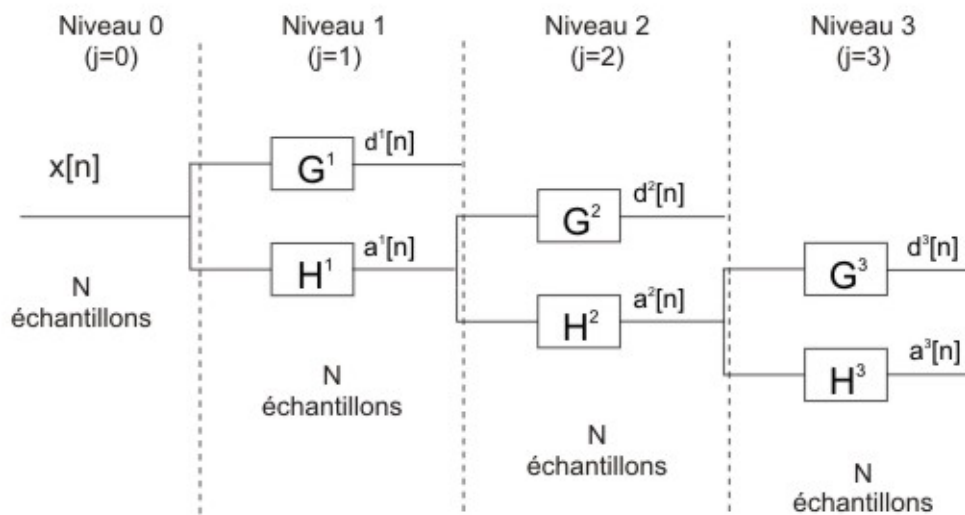 Niveau 0
(j=0)
Niveau 1
(j=1)
Niveau 2
(j=2)
Niveau 3
(j=3)
x[n]
N
échantillons
G¹
d¹[n]
H¹
a¹[n]
N
échantillons
G²
d²[n]
H²
a²[n]
N
échantillons
G³
d³[n]
H³
a³[n]
N
échantillons